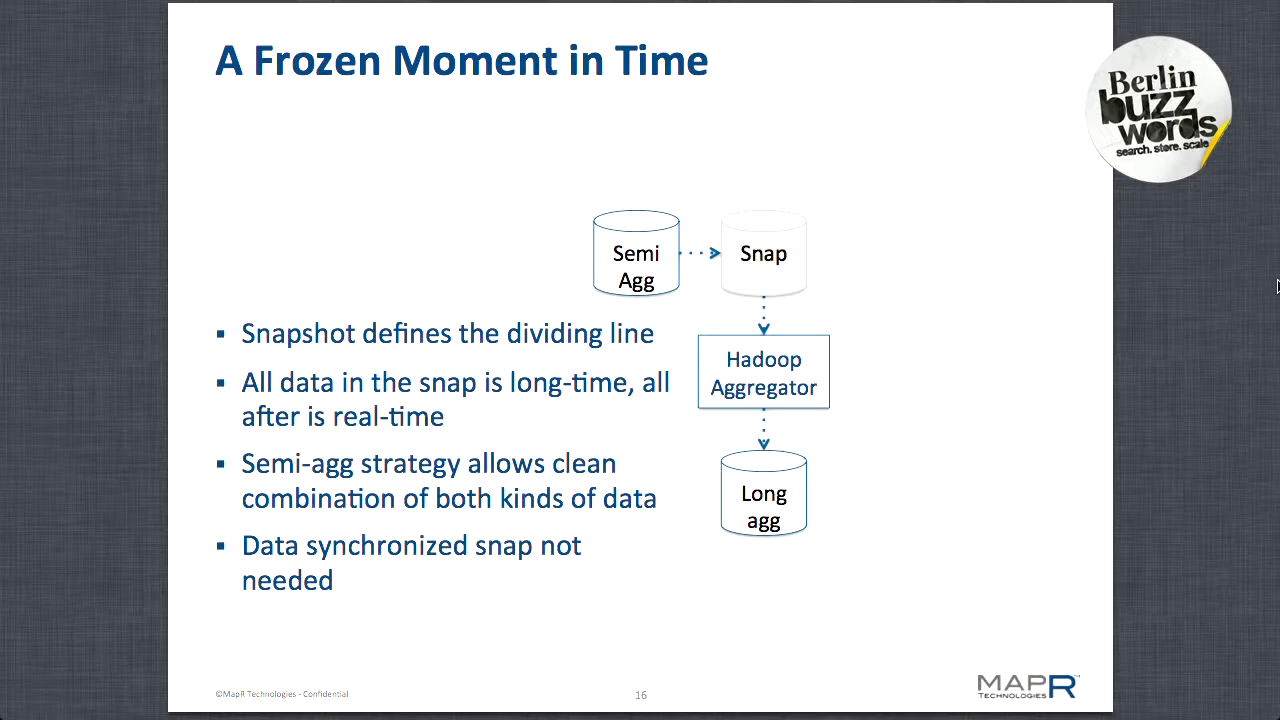 A Frozen Moment in Time
Berlin
buzz
words
search. store. scale
Semi
Agg
Snap
▪ Snapshot defines the dividing line
▪ All data in the snap is long-time, all
after is real-time
▪ Semi-agg strategy allows clean
combination of both kinds of data
▪ Data synchronized snap not
needed
Hadoop
Aggregator
Long
agg
©MapR Technologies - Confidential
16
MAPR™
TECHNOLOGIES